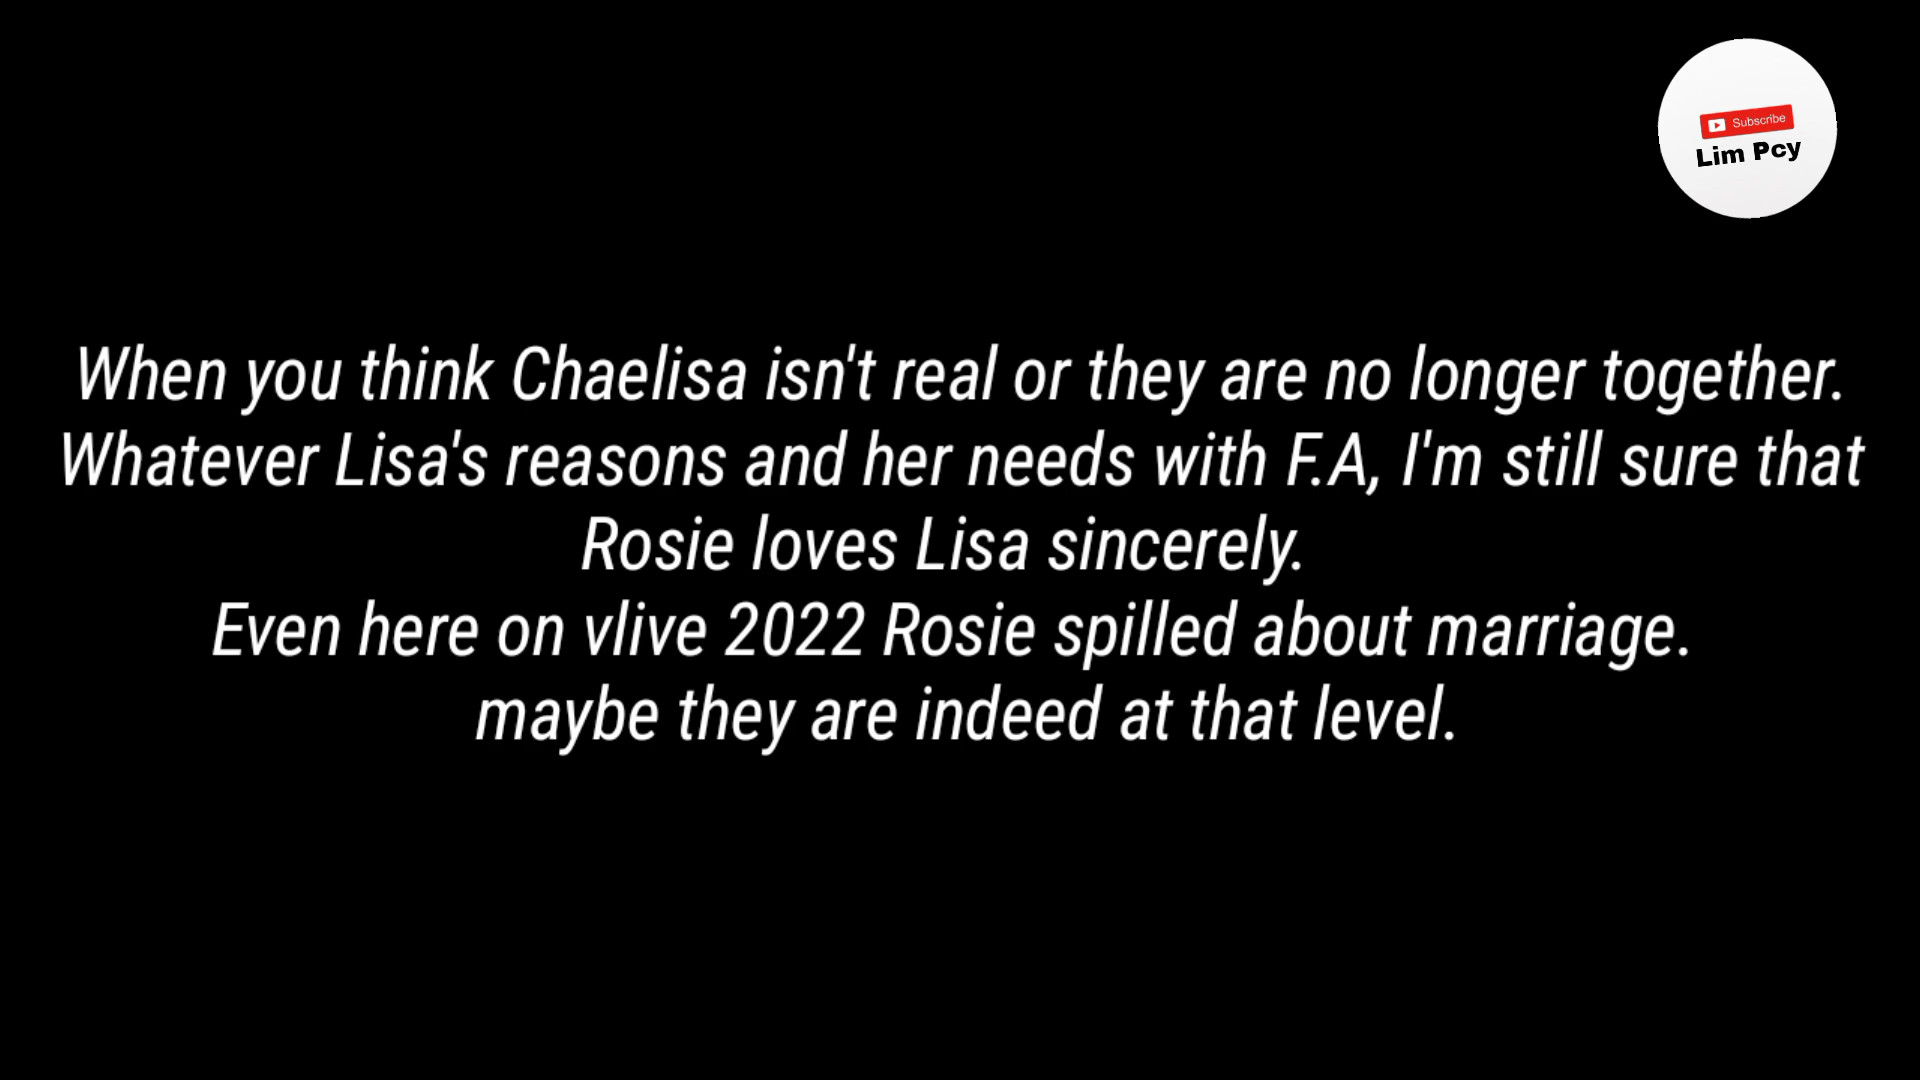 Subscribe
Lim Pcy
When you think Chaelisa isn't real or they are no longer together.
Whatever Lisa's reasons and her needs with F.A, I'm still sure that
Rosie loves Lisa sincerely.
Even here on vlive 2022 Rosie spilled about marriage.
maybe they are indeed at that level.